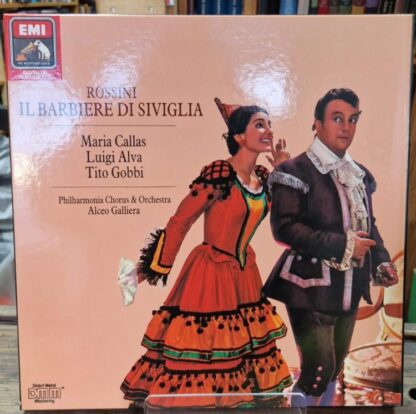 EMI
ROSSINI
IL BARBIERE DI SIVIGLIA
Maria Callas
Luigi Alva
Tito Gobbi
Philharmonia Chorus & Orchestra
Alceo Galliera
Direct Metal
DMM
Mastering